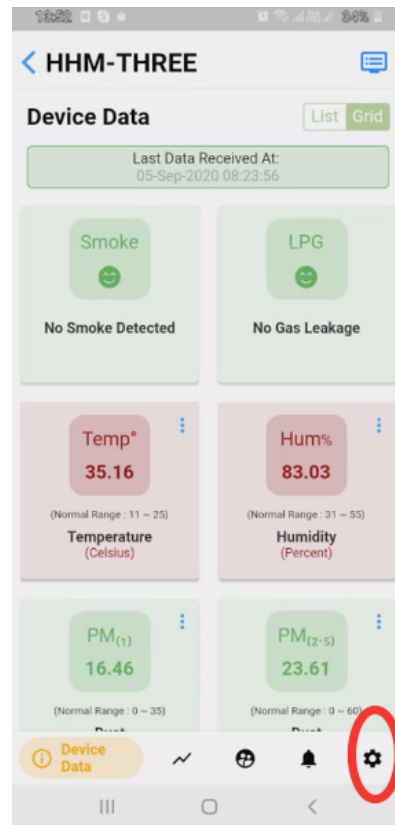 13:52
84%
HHM-THREE
Device Data
List Grid
Last Data Received At:
05-Sep-2020 08:23:56
Smoke
No Smoke Detected
LPG
No Gas Leakage
Temp°
35.16
(Normal Range : 11 ~ 25)
Temperature
(Celsius)
Hum%
83.03
(Normal Range : 31 ~ 55)
Humidity
(Percent)
PM(1)
16.46
(Normal Range : 0 ~ 35)
PM(2.5)
23.61
(Normal Range : 0 ~ 60)
Device
Data